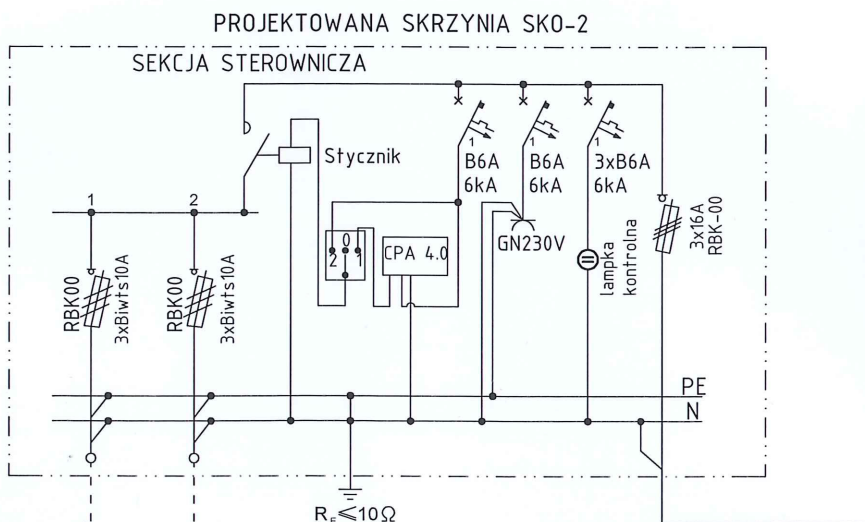 PROJEKTOWANA SKRZYNIA SKO-2
SEKCJA STEROWNICZA
Stycznik
1
B6A
6kA
1
B6A
6kA
1
3xB6A
6kA
3x16A
RBK-00
1
2
0
2
1
CPA 4.0
GN230V
lampka
kontrolna
RBK00
3xBiwts10A
RBK00
3xBiwts10A
PE
N
RE≤10Ω